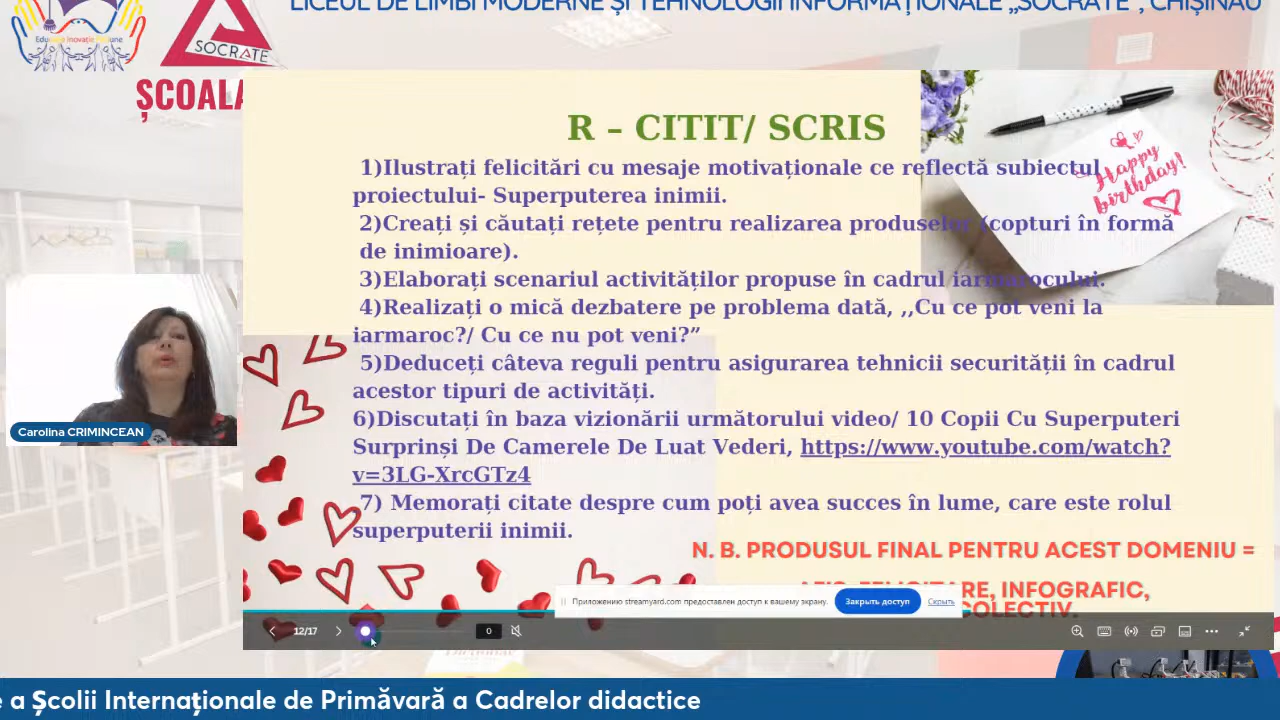 LICEUL DE LIMBI MODERNE ȘI TEHNOLOGII INFORMAȚIONALE „SOCRATE”, CHIȘINĂU
SOCRATE
ȘCOALA
R – CITIT/ SCRIS
1)Ilustrați felicitări cu mesaje motivaționale ce reflectă subiectul
proiectului- Superputerea inimii.
2)Creați și căutați rețete pentru realizarea produselor (copturi în formă
de inimioare).
3)Elaborați scenariul activităților propuse în cadrul iarmarocului.
4)Realizați o mică dezbatere pe problema dată, ,,Cu ce pot veni la
iarmaroc?/ Cu ce nu pot veni?”
5)Deduceți câteva reguli pentru asigurarea tehnicii securității în cadrul
acestor tipuri de activități.
6)Discutați în baza vizionării următorului video/ 10 Copii Cu Superputeri
Surprinși De Camerele De Luat Vederi, https://www.youtube.com/watch?
v=3LG-XrcGTz4
7) Memorați citate despre cum poți avea succes în lume, care este rolul
superputerii inimii.
Happy
birthday!
N. B. PRODUSUL FINAL PENTRU ACEST DOMENIU =
INFOGRAFIC,
COLECTIV.
Приложению streamyard.com предоставлен доступ к вашему экрану.
Закрыть доступ
Скрыть
12/17
0
Carolina CRIMINCEAN
e a Școlii Internaționale de Primăvară a Cadrelor didactice